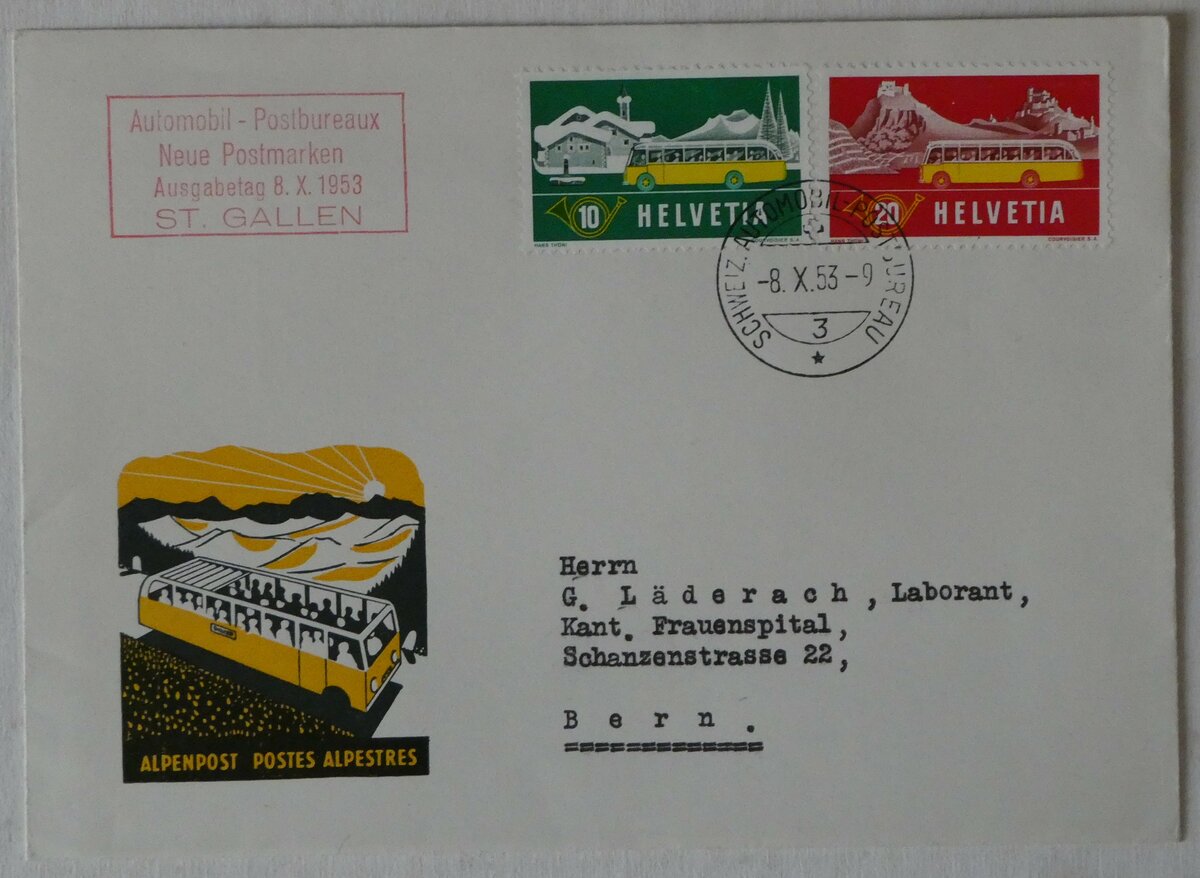 Automobil - Postbureaux
Neue Postmarken
Ausgabetag 8. X. 1953
ST. GALLEN
10 HELVETIA
HANS THÖNI COURVOISIER S.A.
20 HELVETIA
HANS THÖNI COURVOISIER S.A.
SCHWEIZ. AUTOMOBIL-POSTBUREAU
-8. X. 53 -9
3
Herrn
G. Läderach, Laborant,
Kant. Frauenspital,
Schanzenstrasse 22,
Bern.
ALPENPOST POSTES ALPESTRES